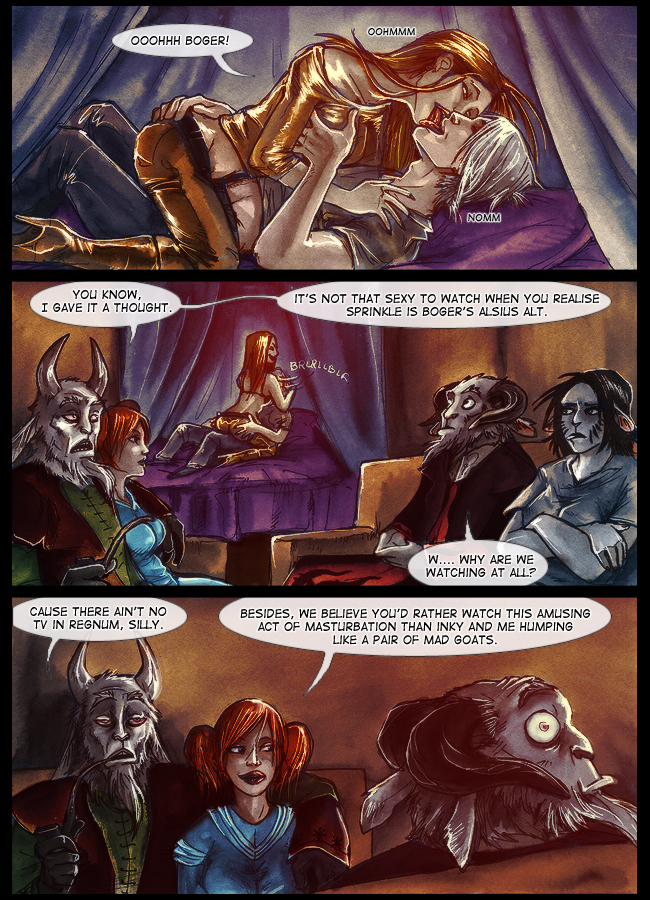 OOOHHH BOGER!
OOHMMM
NOMM
YOU KNOW,
I GAVE IT A THOUGHT.
IT'S NOT THAT SEXY TO WATCH WHEN YOU REALISE
SPRINKLE IS BOGER'S ALSIUS ALT.
W.... WHY ARE WE
WATCHING AT ALL?
CAUSE THERE AIN'T NO
TV IN REGNUM, SILLY.
BESIDES, WE BELIEVE YOU'D RATHER WATCH THIS AMUSING
ACT OF MASTURBATION THAN INKY AND ME HUMPING
LIKE A PAIR OF MAD GOATS.